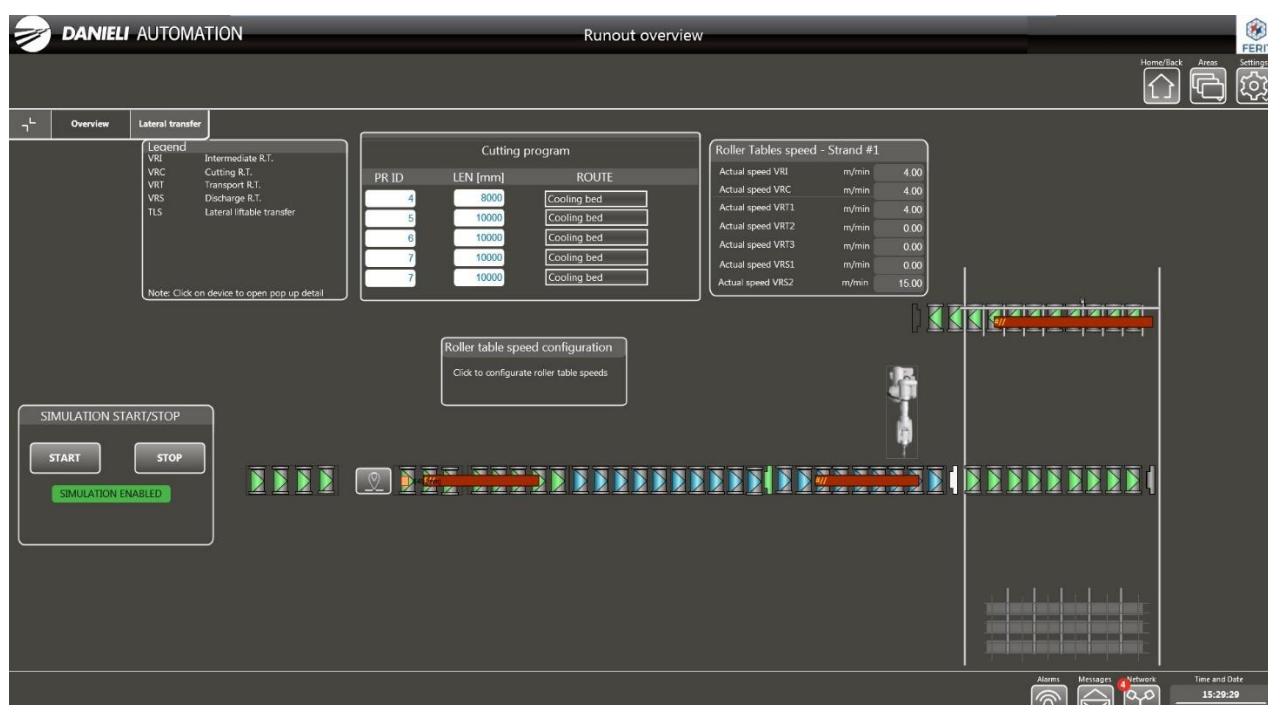 DANIELI AUTOMATION
Runout overview
FERIT
Home/Back Areas Settings
Overview Lateral transfer
Legend
VRI Intermediate R.T.
VRC Cutting R.T.
VRT Transport R.T.
VRS Discharge R.T.
TLS Lateral liftable transfer
Note: Click on device to open pop up detail
Cutting program
PR ID LEN [mm] ROUTE
4 8000 Cooling bed
5 10000 Cooling bed
6 10000 Cooling bed
7 10000 Cooling bed
7 10000 Cooling bed
Roller Tables speed - Strand #1
Actual speed VRI m/min 4.00
Actual speed VRC m/min 4.00
Actual speed VRT1 m/min 4.00
Actual speed VRT2 m/min 0.00
Actual speed VRT3 m/min 0.00
Actual speed VRS1 m/min 0.00
Actual speed VRS2 m/min 15.00
#//
Roller table speed configuration
Click to configurate roller table speeds
SIMULATION START/STOP
START STOP
SIMULATION ENABLED
#//
Alarms Messages Network Time and Date
4
15:29:29